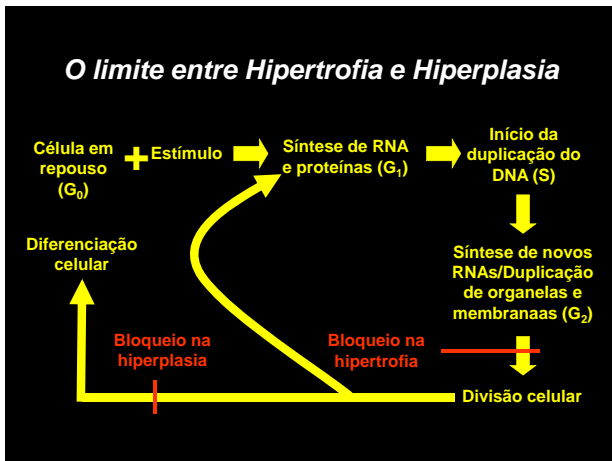 O limite entre Hipertrofia e Hiperplasia
Célula em
repouso
(G₀)
+
Estímulo
Síntese de RNA
e proteínas (G₁)
Início da
duplicação do
DNA (S)
Síntese de novos
RNAs/Duplicação
de organelas e
membranaas (G₂)
Divisão celular
Bloqueio na
hipertrofia
Bloqueio na
hiperplasia
Diferenciação
celular